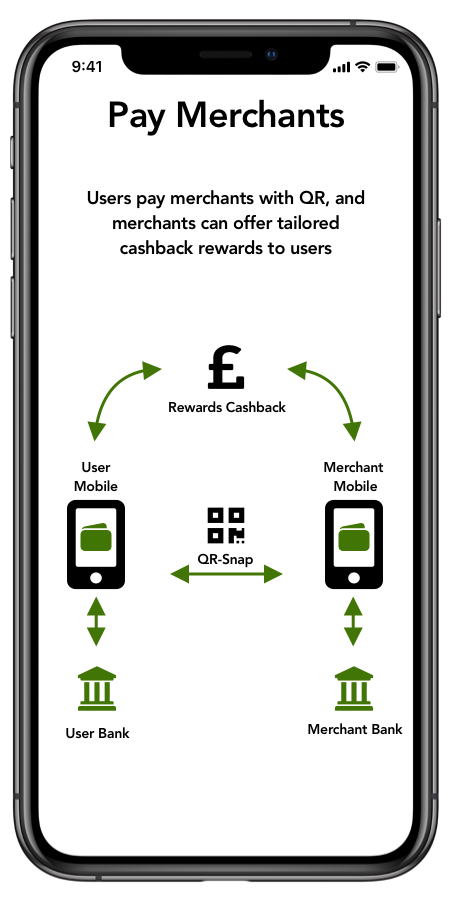 9:41
Pay Merchants
Users pay merchants with QR, and
merchants can offer tailored
cashback rewards to users
£
Rewards Cashback
User
Mobile
Merchant
Mobile
QR-Snap
User Bank
Merchant Bank